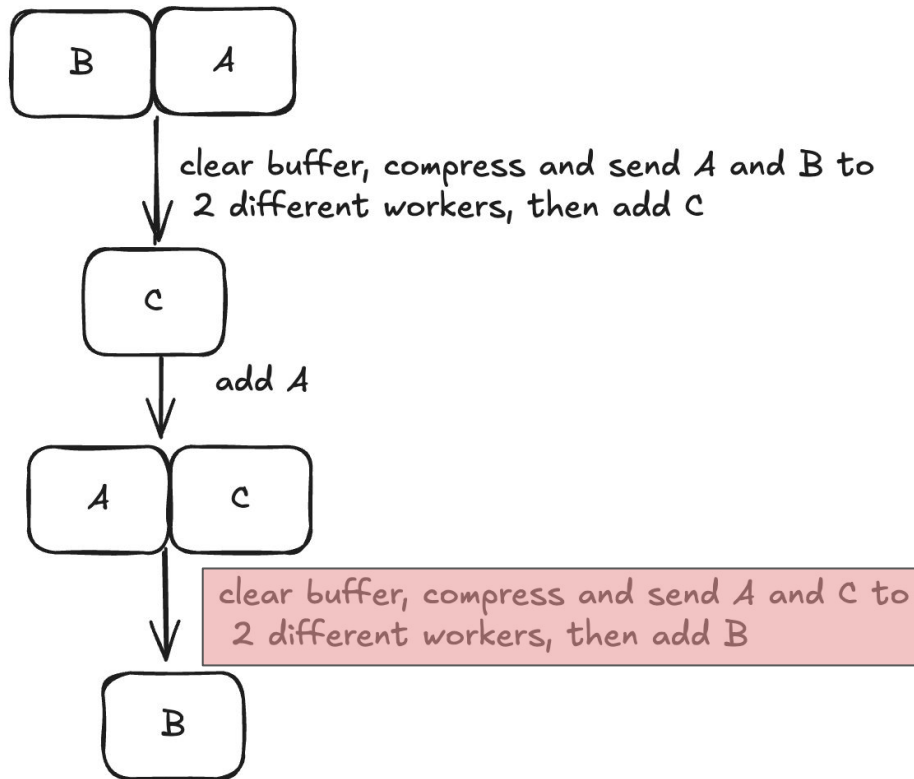 B A
clear buffer, compress and send A and B to
2 different workers, then add C
C
add A
A C
clear buffer, compress and send A and C to
2 different workers, then add B
B